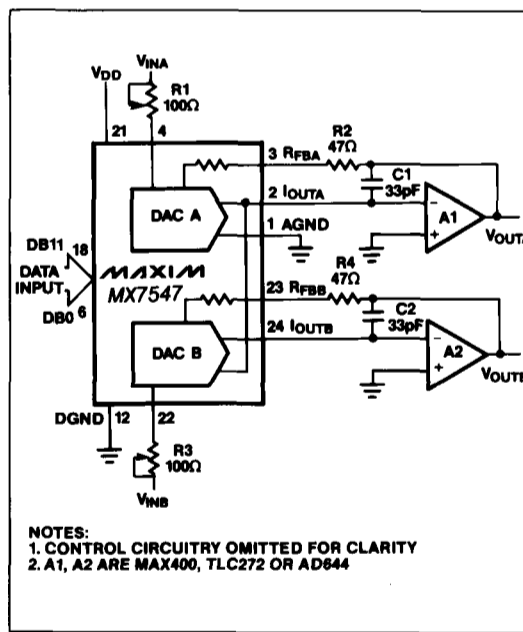 VINA
VDD
R1
100Ω
21
4
3 RFBA
R2
47Ω
C1
33pF
2 IOUTA
DAC A
1 AGND
−
A1
+
VOUTA
DB11 18
DATA
INPUT
DB0 6
MAXIM
MX7547
23 RFBB
R4
47Ω
C2
33pF
24 IOUTB
DAC B
−
A2
+
VOUTB
DGND 12
22
R3
100Ω
VINB
NOTES:
1. CONTROL CIRCUITRY OMITTED FOR CLARITY
2. A1, A2 ARE MAX400, TLC272 OR AD644